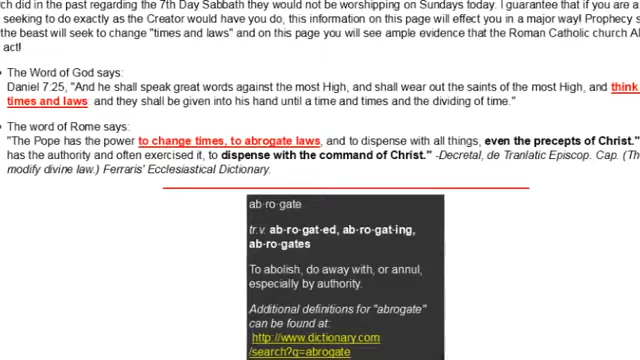 rch did in the past regarding the 7th Day Sabbath they would not be worshipping on Sundays today. I guarantee that if you are a
seeking to do exactly as the Creator would have you do, this information on this page will effect you in a major way! Prophecy s
the beast will seek to change "times and laws" and on this page you will see ample evidence that the Roman Catholic church Al
act!
• The Word of God says:
Daniel 7:25, "And he shall speak great words against the most High, and shall wear out the saints of the most High, and think
times and laws: and they shall be given into his hand until a time and times and the dividing of time."
• The word of Rome says:
"The Pope has the power to change times, to abrogate laws, and to dispense with all things, even the precepts of Christ."
has the authority and often exercised it, to dispense with the command of Christ." -Decretal, de Tranlatic Episcop. Cap. (Th
modify divine law.) Ferraris' Ecclesiastical Dictionary.
ab·ro·gate
tr.v. ab·ro·gat·ed, ab·ro·gat·ing,
ab·ro·gates
To abolish, do away with, or annul,
especially by authority.
Additional definitions for "abrogate"
can be found at:
http://www.dictionary.com
/search?q=abrogate